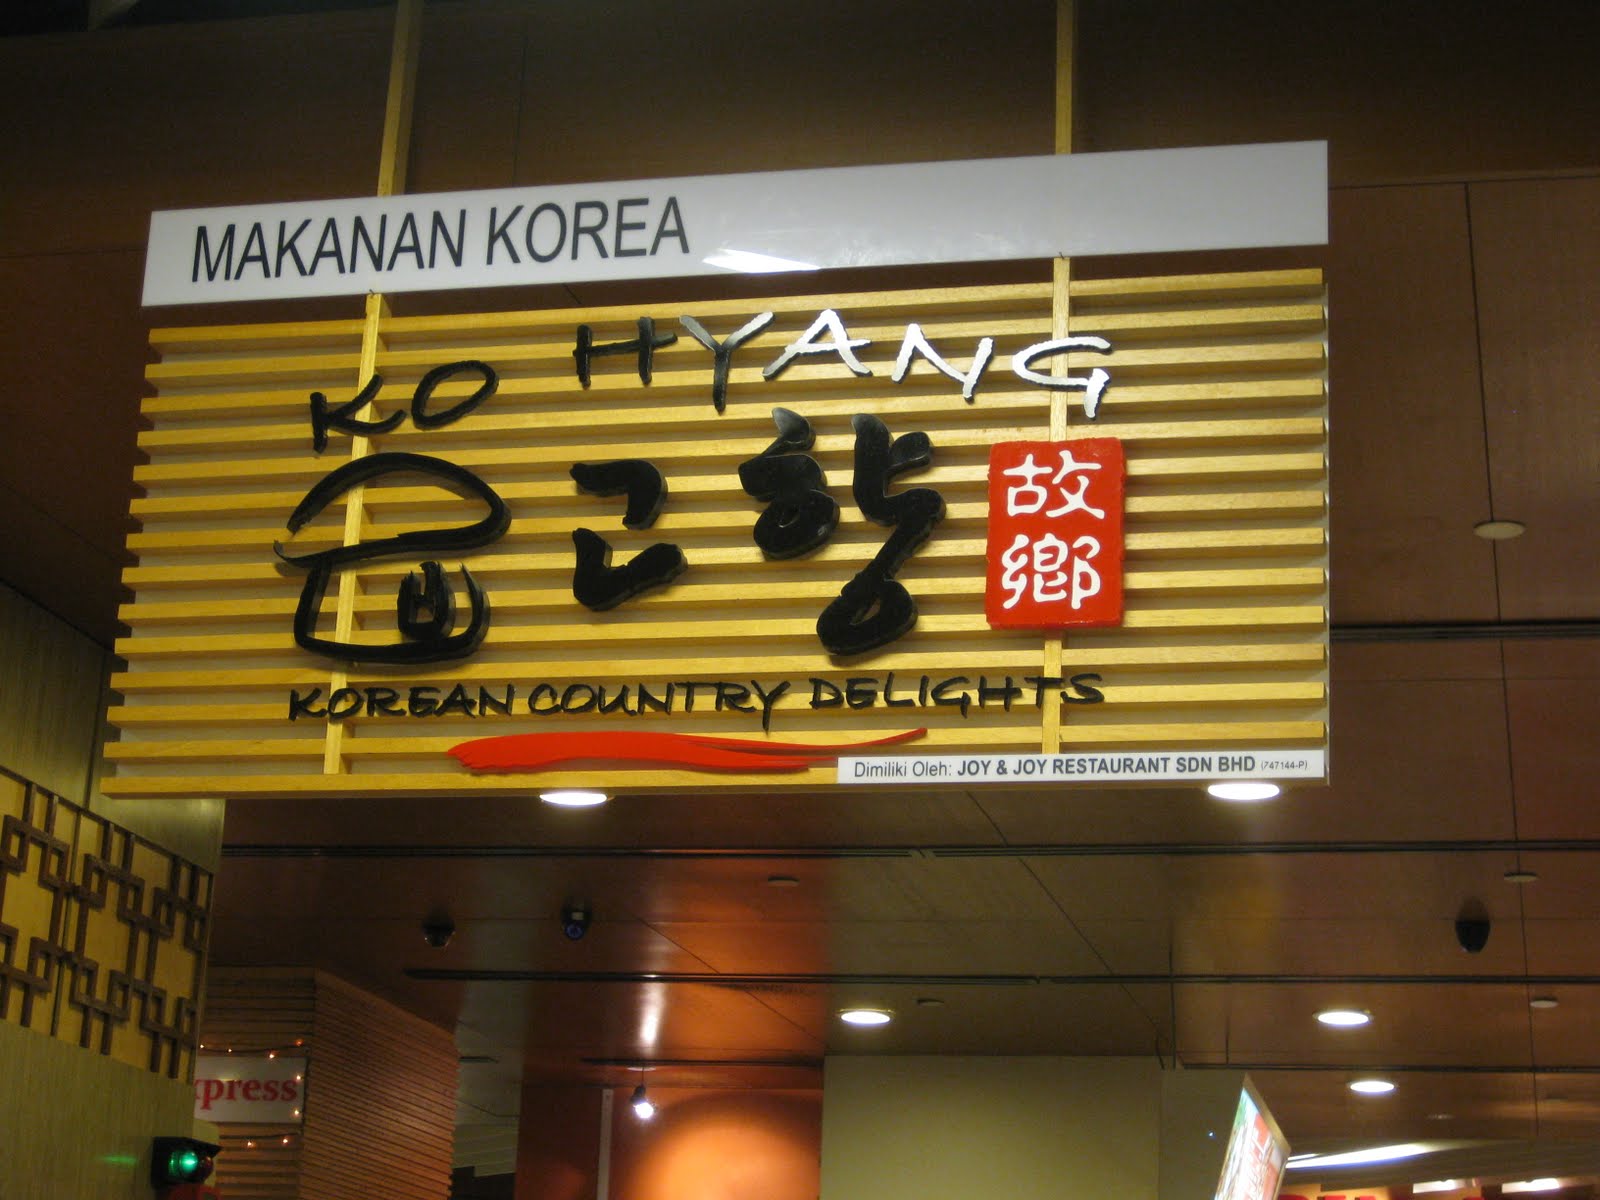 MAKANAN KOREA
KO HYANG
고향
故
鄉
KOREAN COUNTRY DELIGHTS
Dimiliki Oleh: JOY & JOY RESTAURANT SDN BHD (747144-P)
xpress